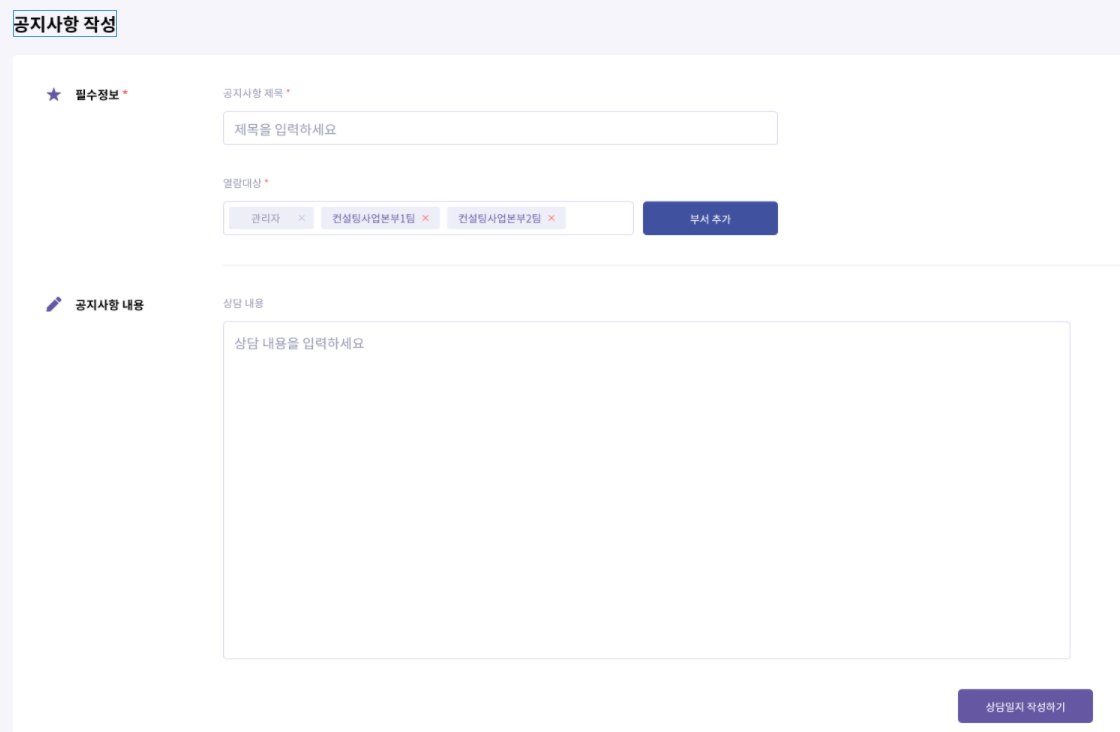 공지사항 작성
필수정보 *
공지사항 제목 *
제목을 입력하세요
열람대상 *
관리자 ×
컨설팅사업본부1팀 ×
컨설팅사업본부2팀 ×
부서 추가
공지사항 내용
상담 내용
상담 내용을 입력하세요
상담일지 작성하기